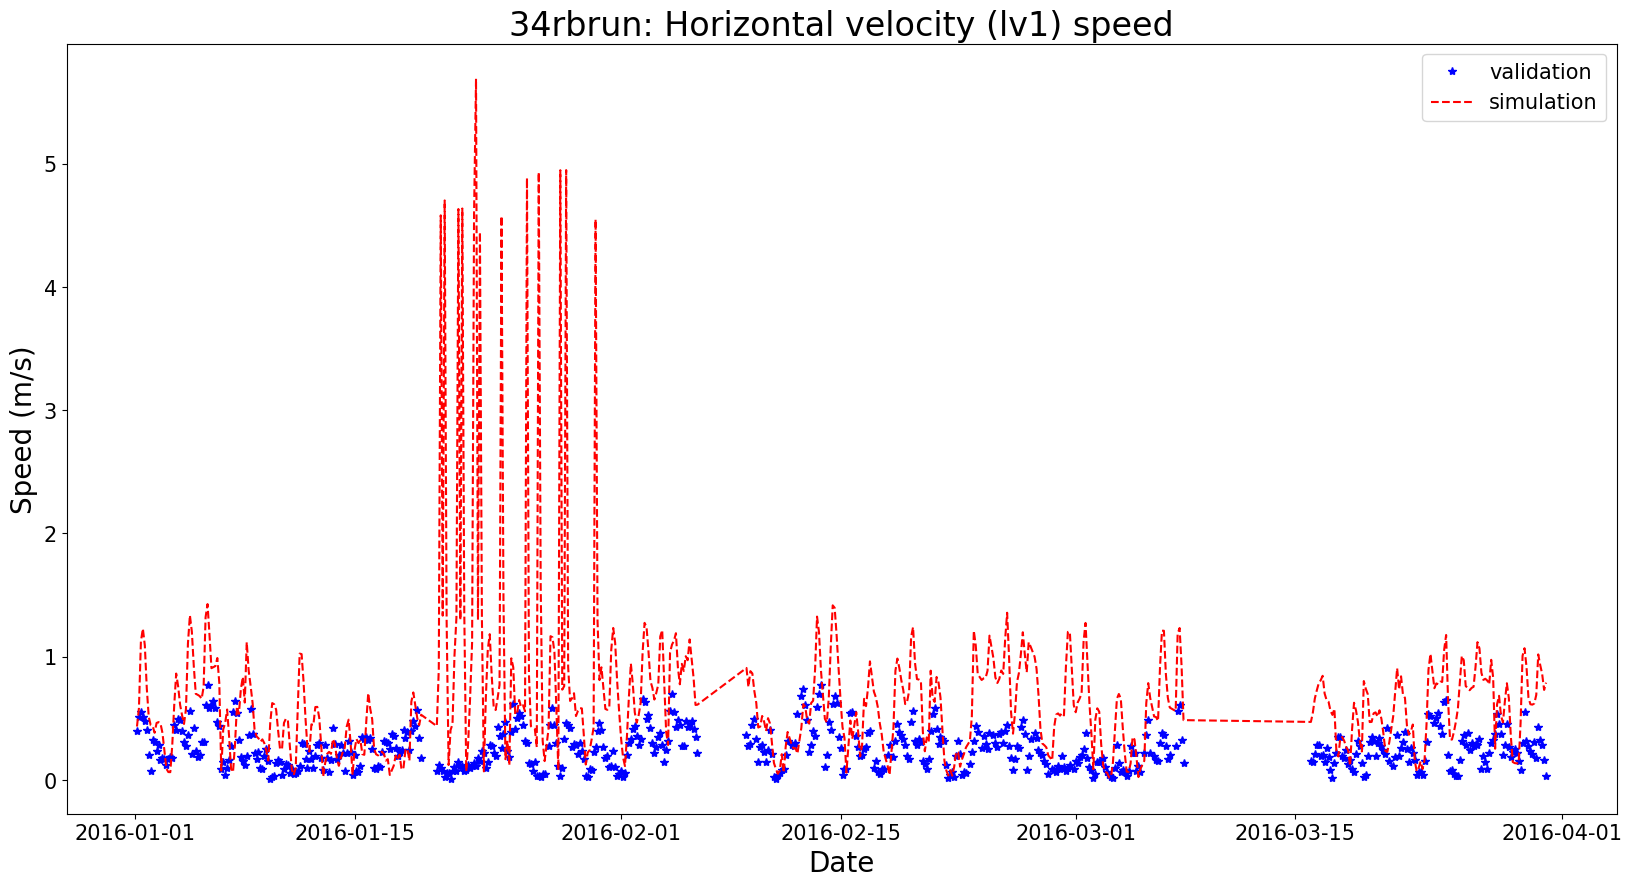 34rbrun: Horizontal velocity (lv1) speed
validation
simulation
Speed (m/s)
5
4
3
2
1
0
2016-01-01 2016-01-15 2016-02-01 2016-02-15 2016-03-01 2016-03-15 2016-04-01
Date